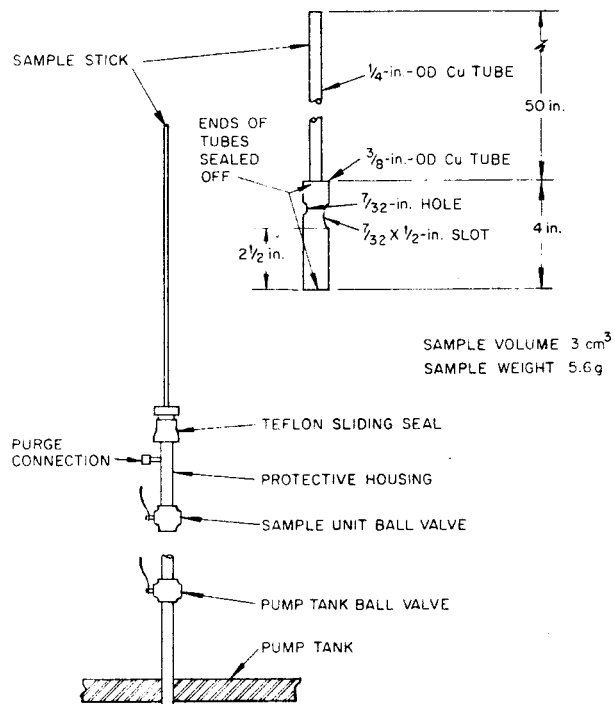 SAMPLE STICK
1/4-in.-OD Cu TUBE
50 in.
ENDS OF
TUBES
SEALED
OFF
3/8-in.-OD Cu TUBE
7/32-in. HOLE
7/32 X 1/2-in. SLOT
4 in.
2 1/2 in.
SAMPLE VOLUME 3 cm³
SAMPLE WEIGHT 5.6 g
TEFLON SLIDING SEAL
PURGE
CONNECTION
PROTECTIVE HOUSING
SAMPLE UNIT BALL VALVE
PUMP TANK BALL VALVE
PUMP TANK